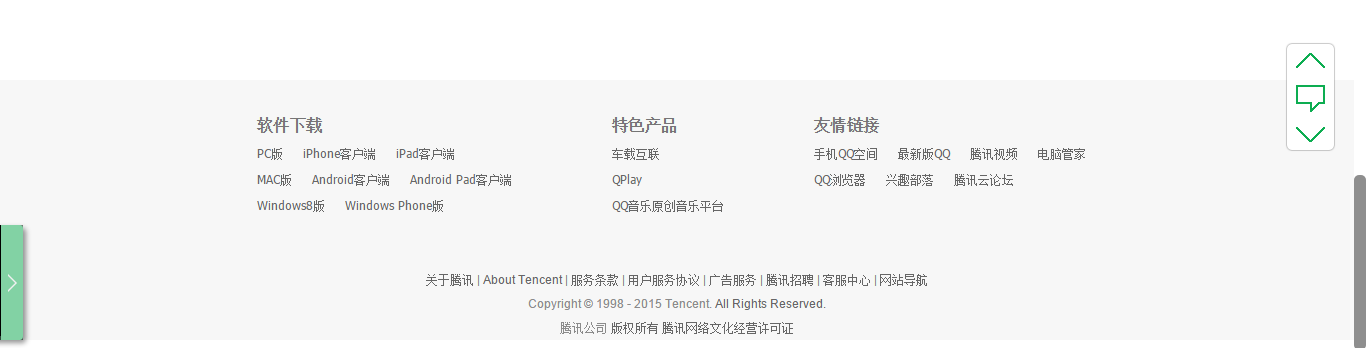 软件下载
PC版 iPhone客户端 iPad客户端
MAC版 Android客户端 Android Pad客户端
Windows8版 Windows Phone版
特色产品
车载互联
QPlay
QQ音乐原创音乐平台
友情链接
手机QQ空间 最新版QQ 腾讯视频 电脑管家
QQ浏览器 兴趣部落 腾讯云论坛
关于腾讯 | About Tencent | 服务条款 | 用户服务协议 | 广告服务 | 腾讯招聘 | 客服中心 | 网站导航
Copyright © 1998 - 2015 Tencent. All Rights Reserved.
腾讯公司 版权所有 腾讯网络文化经营许可证